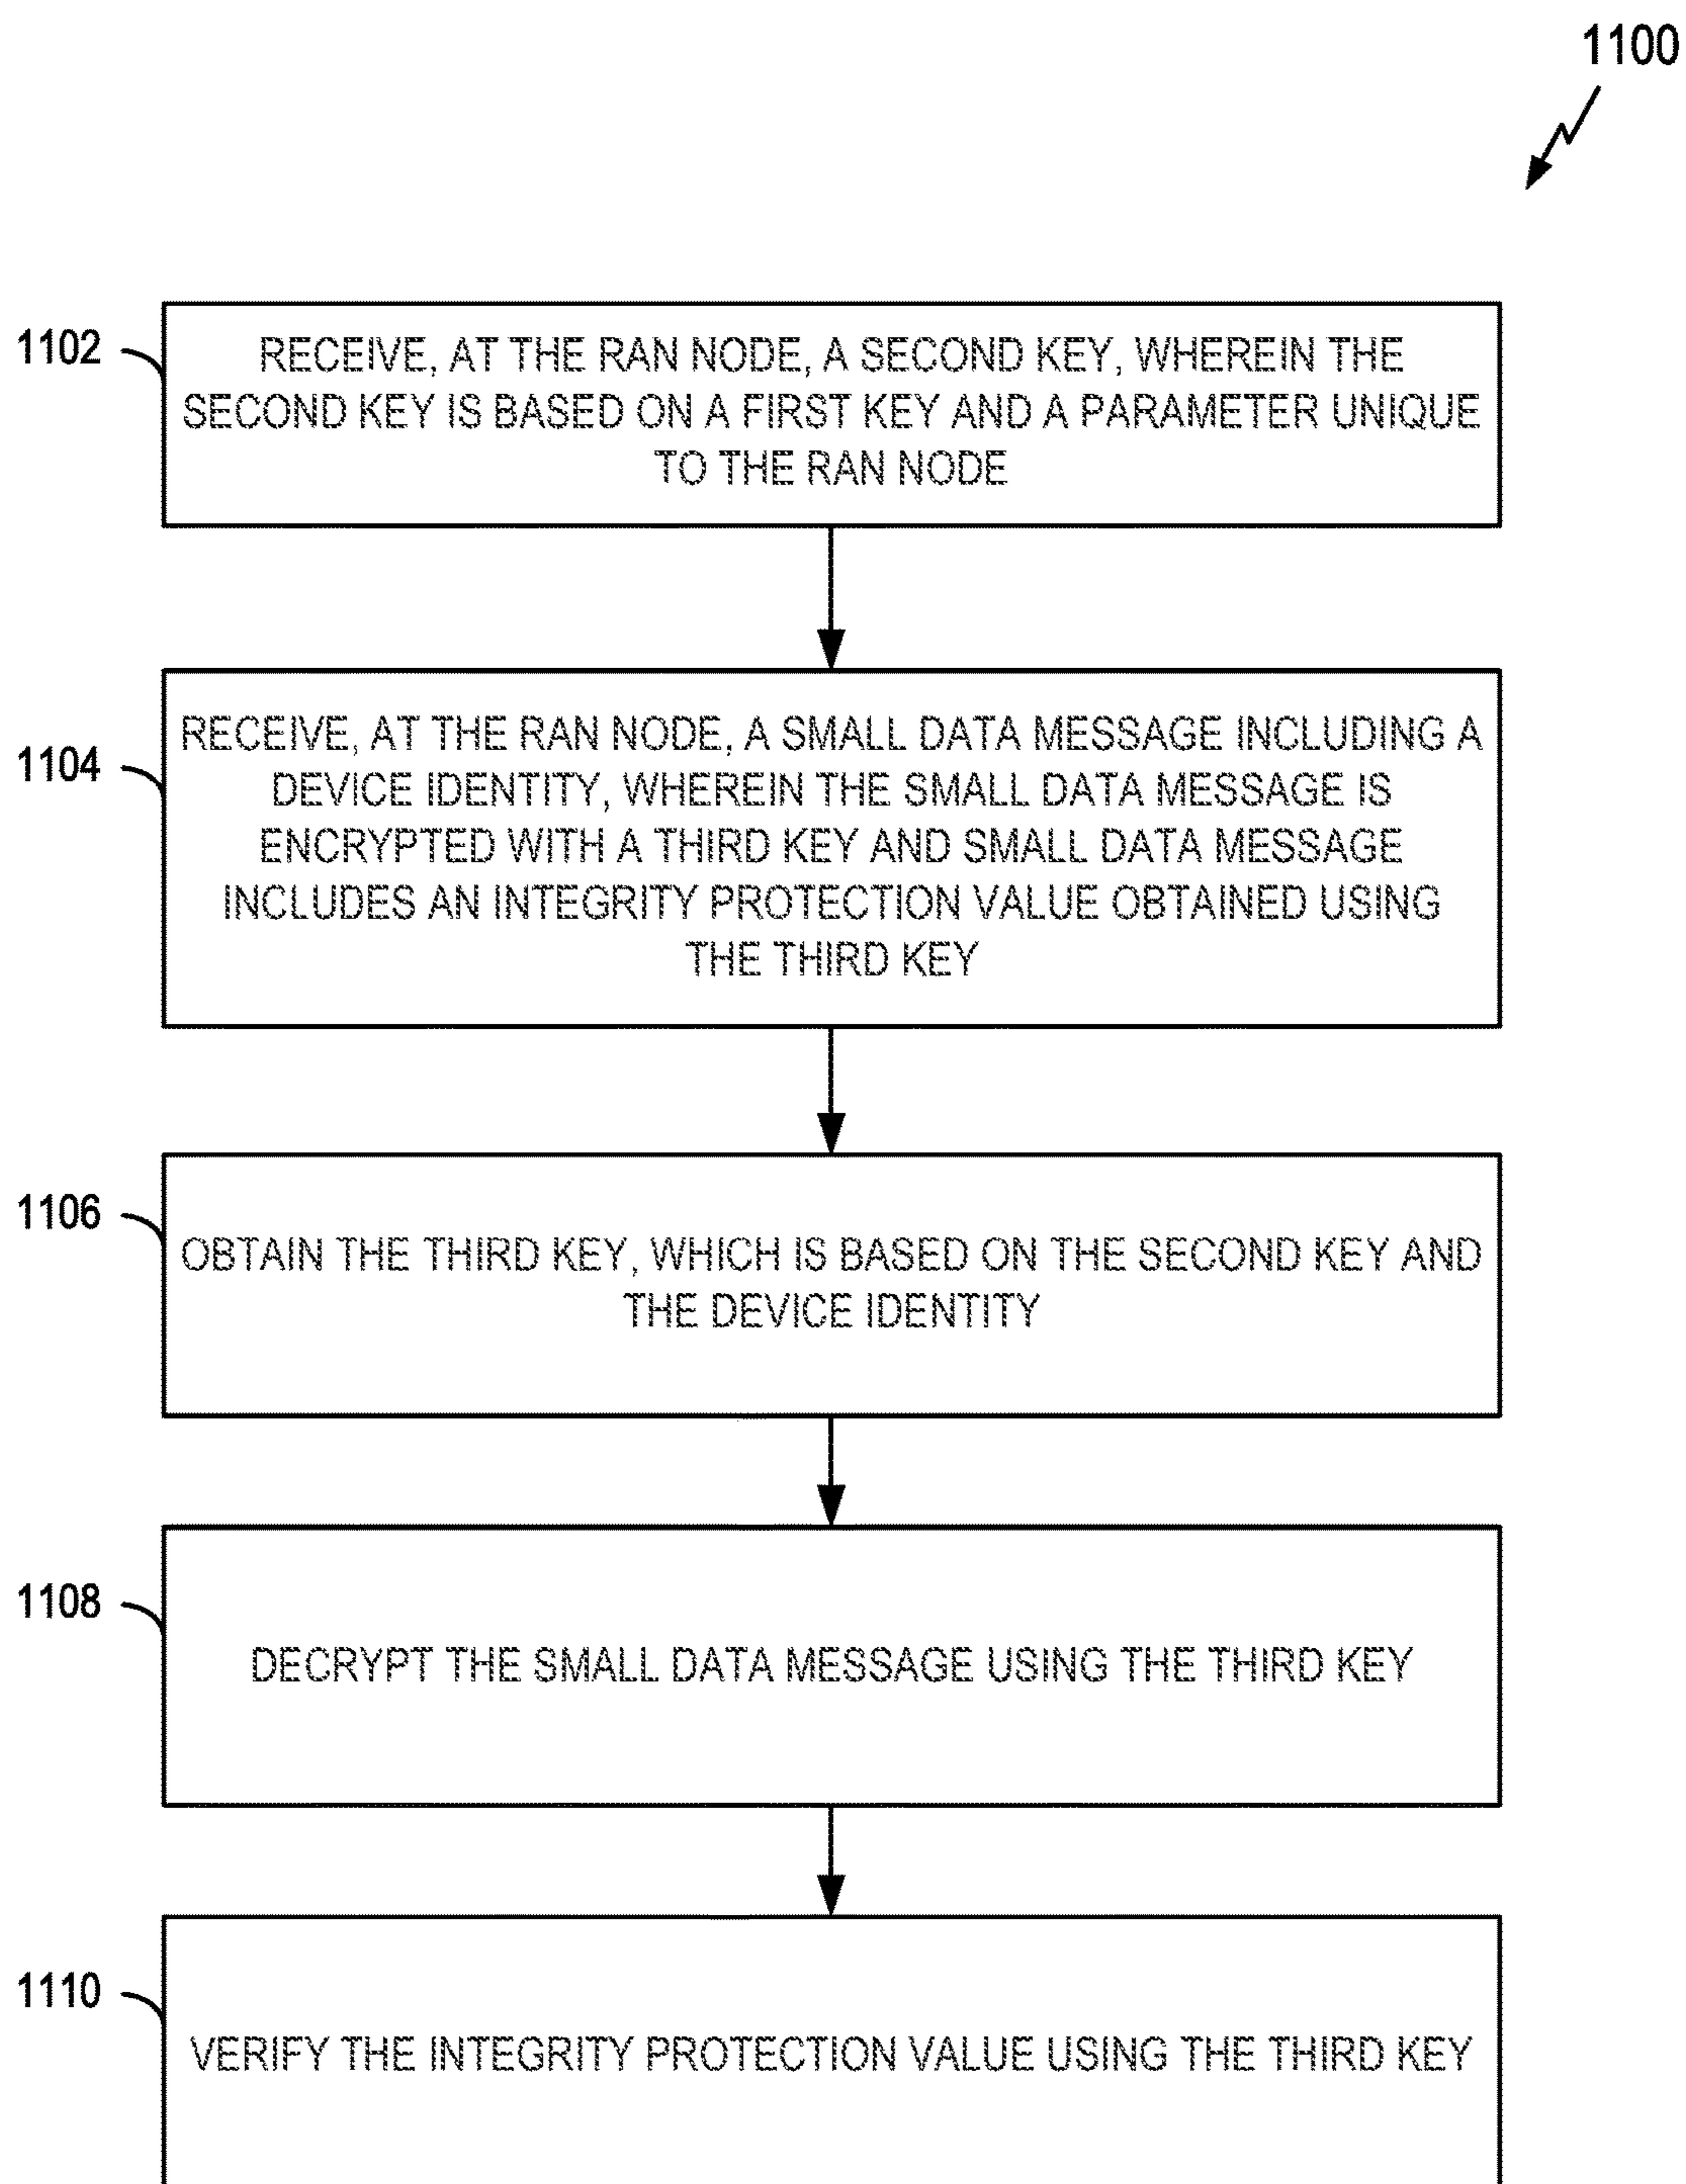 1100
1102
RECEIVE, AT THE RAN NODE, A SECOND KEY, WHEREIN THE
SECOND KEY IS BASED ON A FIRST KEY AND A PARAMETER UNIQUE
TO THE RAN NODE
1104
RECEIVE, AT THE RAN NODE, A SMALL DATA MESSAGE INCLUDING A
DEVICE IDENTITY, WHEREIN THE SMALL DATA MESSAGE IS
ENCRYPTED WITH A THIRD KEY AND SMALL DATA MESSAGE
INCLUDES AN INTEGRITY PROTECTION VALUE OBTAINED USING
THE THIRD KEY
1106
OBTAIN THE THIRD KEY, WHICH IS BASED ON THE SECOND KEY AND
THE DEVICE IDENTITY
1108
DECRYPT THE SMALL DATA MESSAGE USING THE THIRD KEY
1110
VERIFY THE INTEGRITY PROTECTION VALUE USING THE THIRD KEY